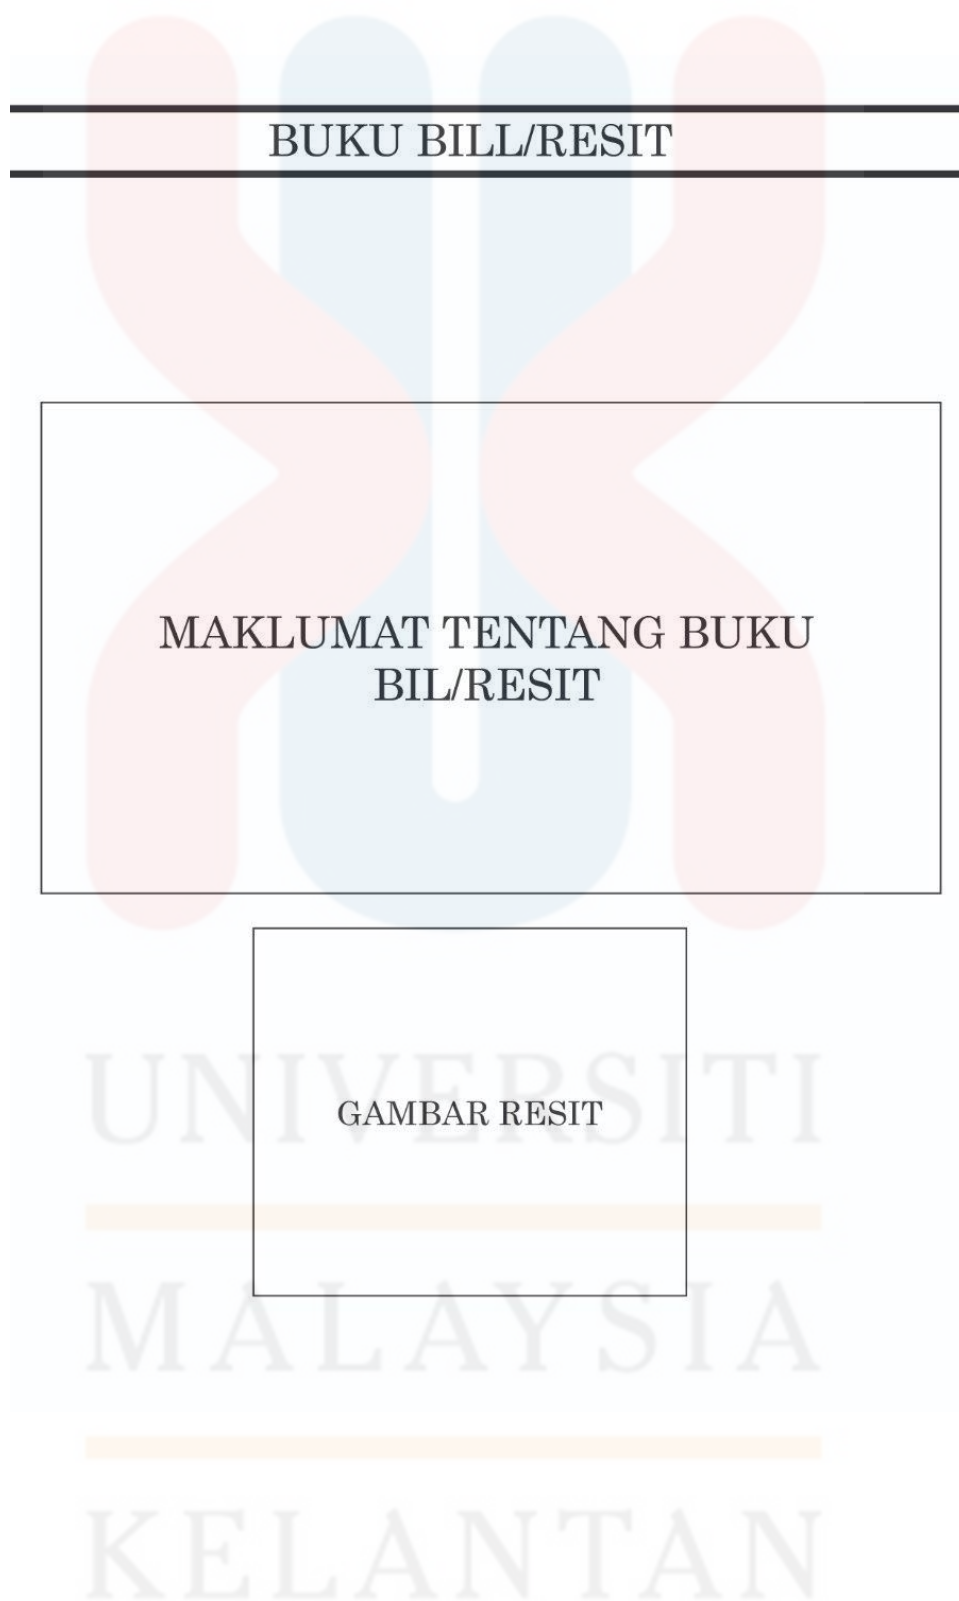 BUKU BILL/RESIT
MAKLUMAT TENTANG BUKU
BIL/RESIT
GAMBAR RESIT
UNIVERSITI
MALAYSIA
KELANTAN